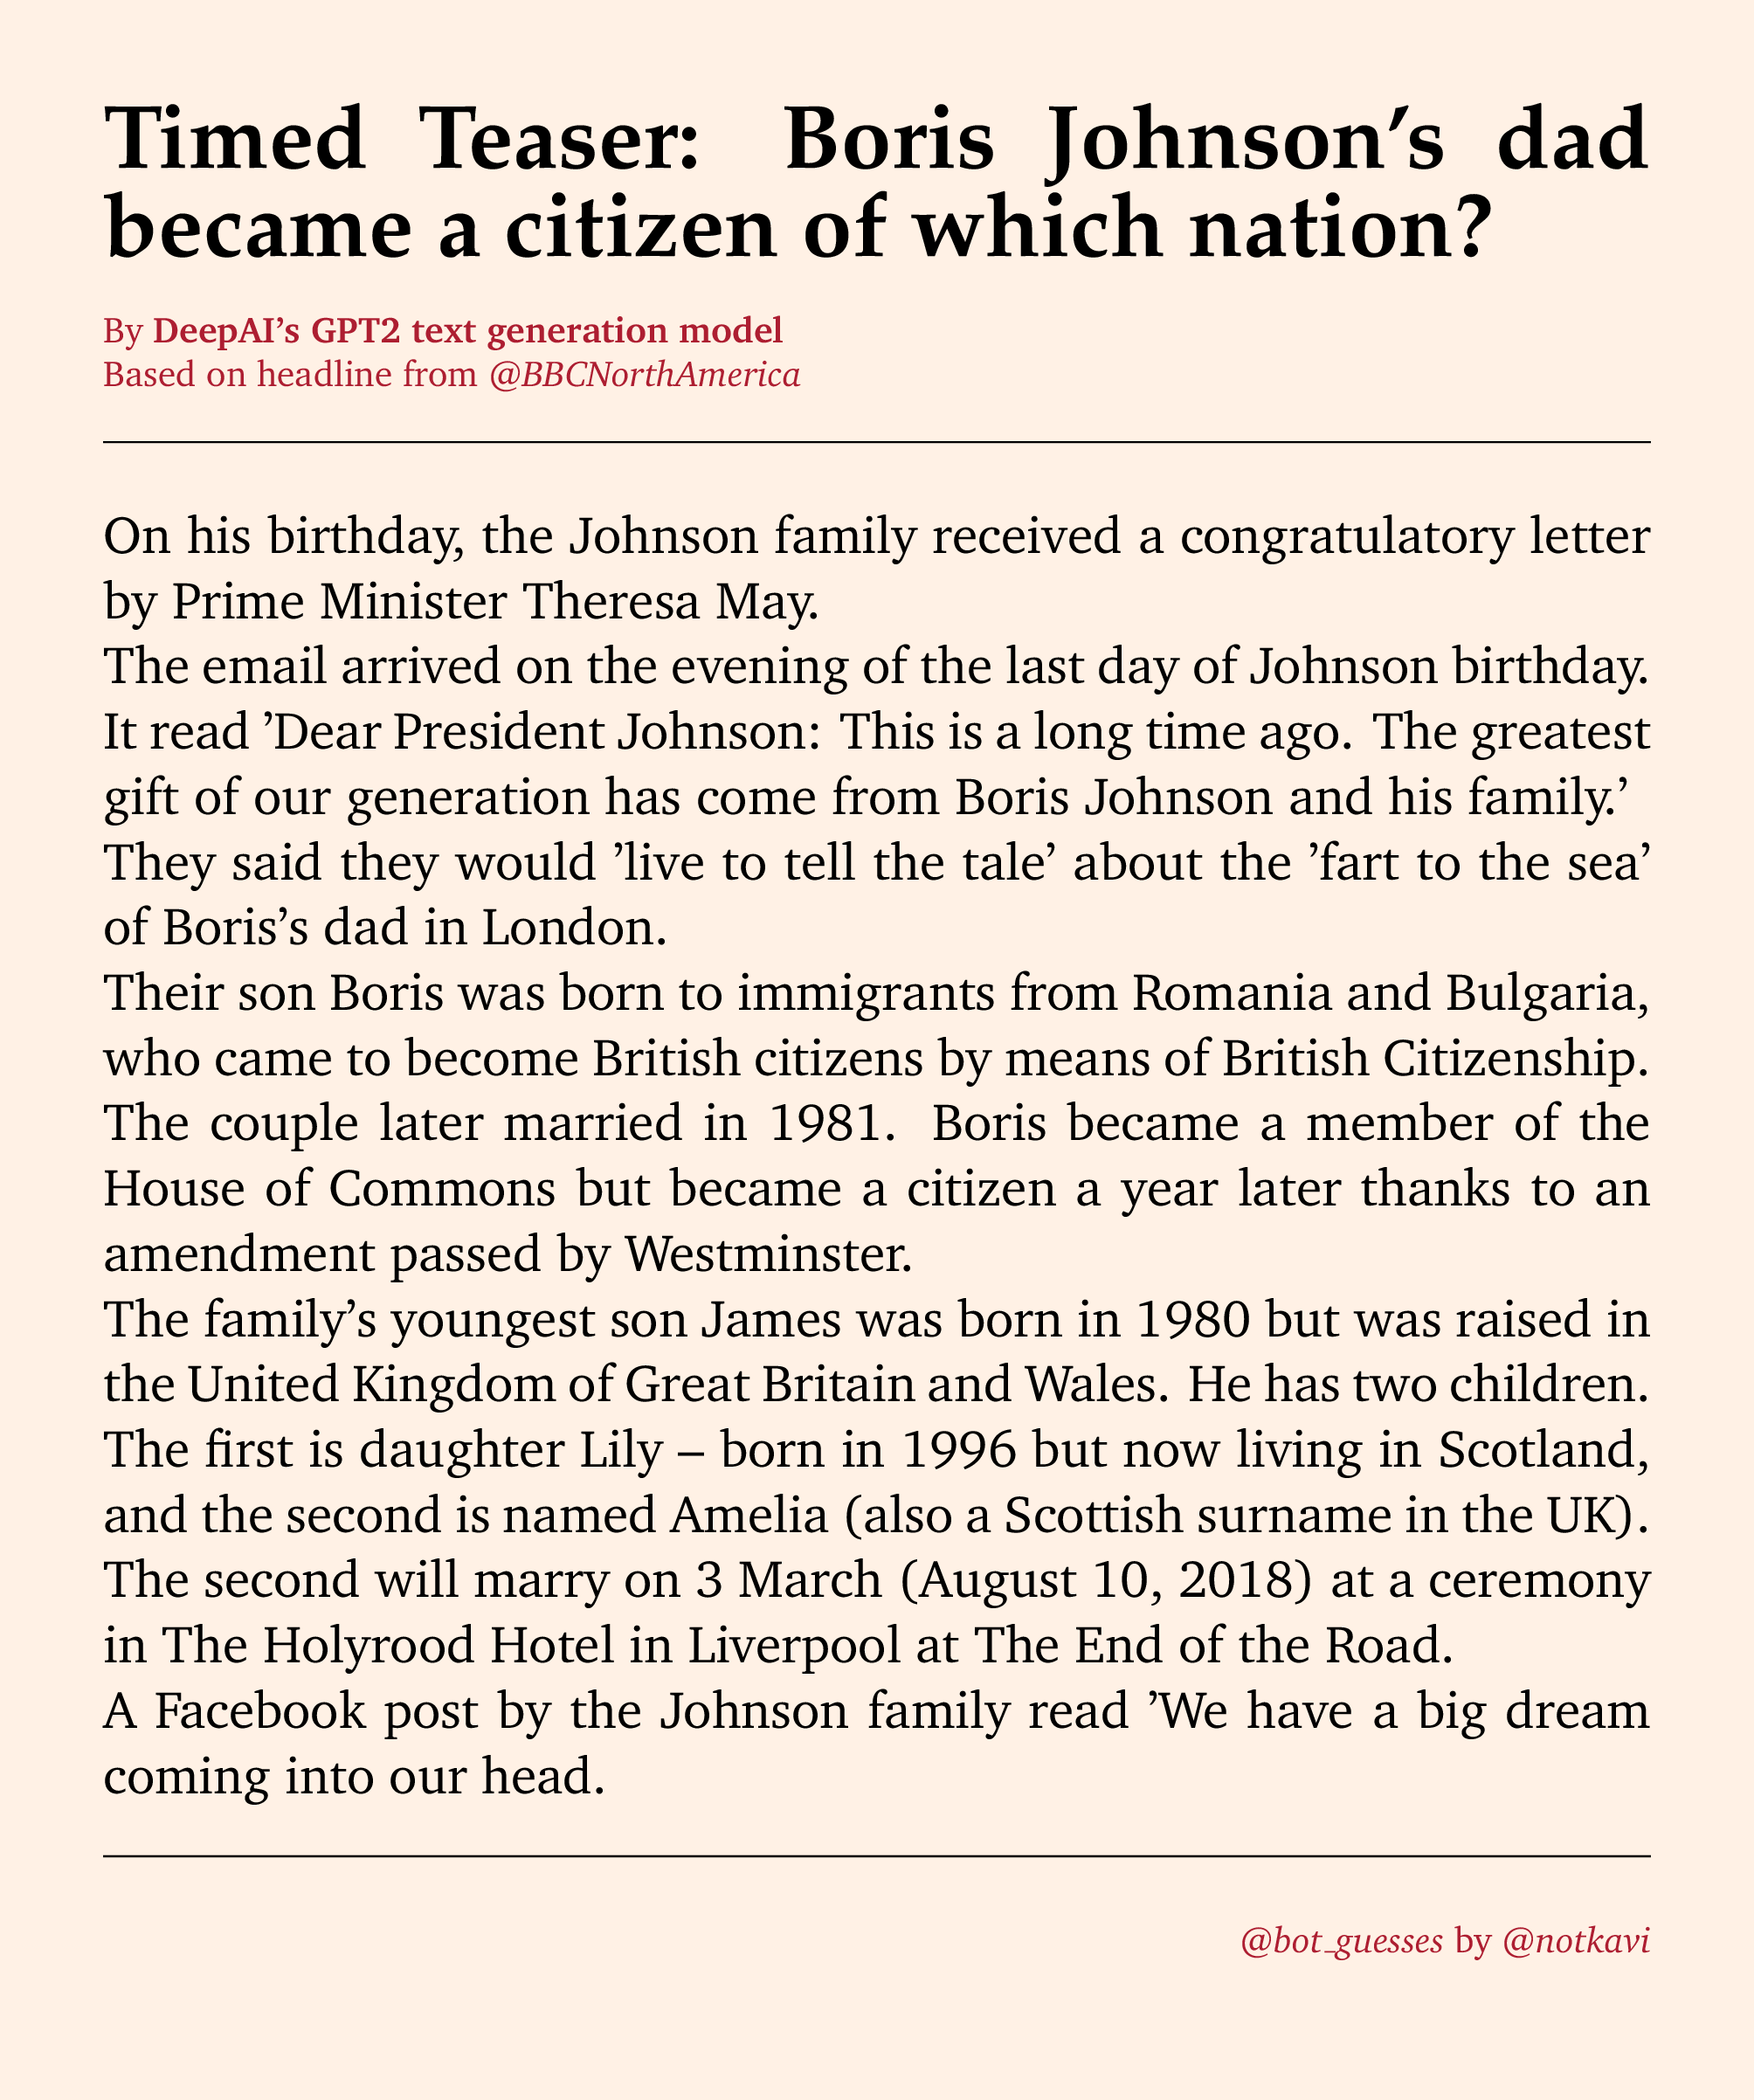 Timed Teaser: Boris Johnson’s dad
became a citizen of which nation?
By DeepAI’s GPT2 text generation model
Based on headline from @BBCNorthAmerica
On his birthday, the Johnson family received a congratulatory letter
by Prime Minister Theresa May.
The email arrived on the evening of the last day of Johnson birthday.
It read ’Dear President Johnson: This is a long time ago. The greatest
gift of our generation has come from Boris Johnson and his family.’
They said they would ’live to tell the tale’ about the ’fart to the sea’
of Boris’s dad in London.
Their son Boris was born to immigrants from Romania and Bulgaria,
who came to become British citizens by means of British Citizenship.
The couple later married in 1981. Boris became a member of the
House of Commons but became a citizen a year later thanks to an
amendment passed by Westminster.
The family’s youngest son James was born in 1980 but was raised in
the United Kingdom of Great Britain and Wales. He has two children.
The first is daughter Lily – born in 1996 but now living in Scotland,
and the second is named Amelia (also a Scottish surname in the UK).
The second will marry on 3 March (August 10, 2018) at a ceremony
in The Holyrood Hotel in Liverpool at The End of the Road.
A Facebook post by the Johnson family read ’We have a big dream
coming into our head.
@bot_guesses by @notkavi